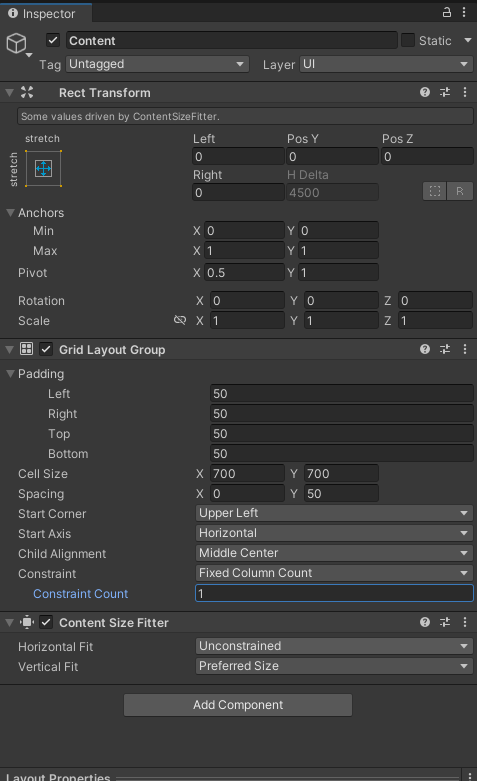 Inspector
Content
Static
Tag Untagged Layer UI
Rect Transform
Some values driven by ContentSizeFitter.
stretch
stretch
Left Pos Y Pos Z
0 0 0
Right H Delta
0 4500 R
Anchors
Min X 0 Y 0
Max X 1 Y 1
Pivot X 0.5 Y 1
Rotation X 0 Y 0 Z 0
Scale X 1 Y 1 Z 1
Grid Layout Group
Padding
Left 50
Right 50
Top 50
Bottom 50
Cell Size X 700 Y 700
Spacing X 0 Y 50
Start Corner Upper Left
Start Axis Horizontal
Child Alignment Middle Center
Constraint Fixed Column Count
Constraint Count 1
Content Size Fitter
Horizontal Fit Unconstrained
Vertical Fit Preferred Size
Add Component
Layout Properties